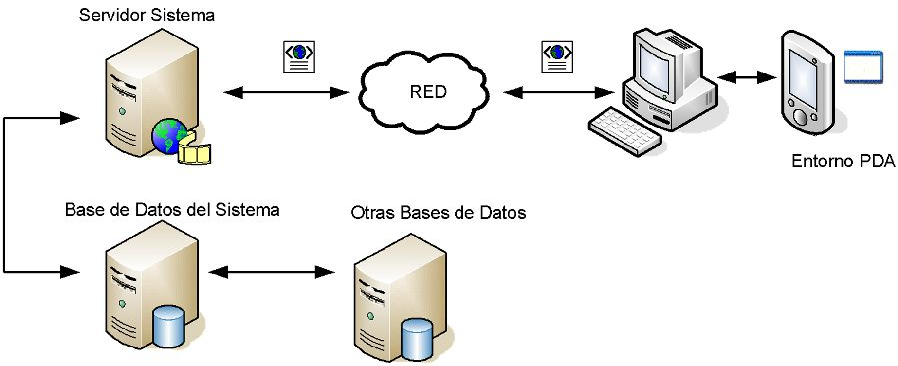 Servidor Sistema
RED
Entorno PDA
Base de Datos del Sistema
Otras Bases de Datos